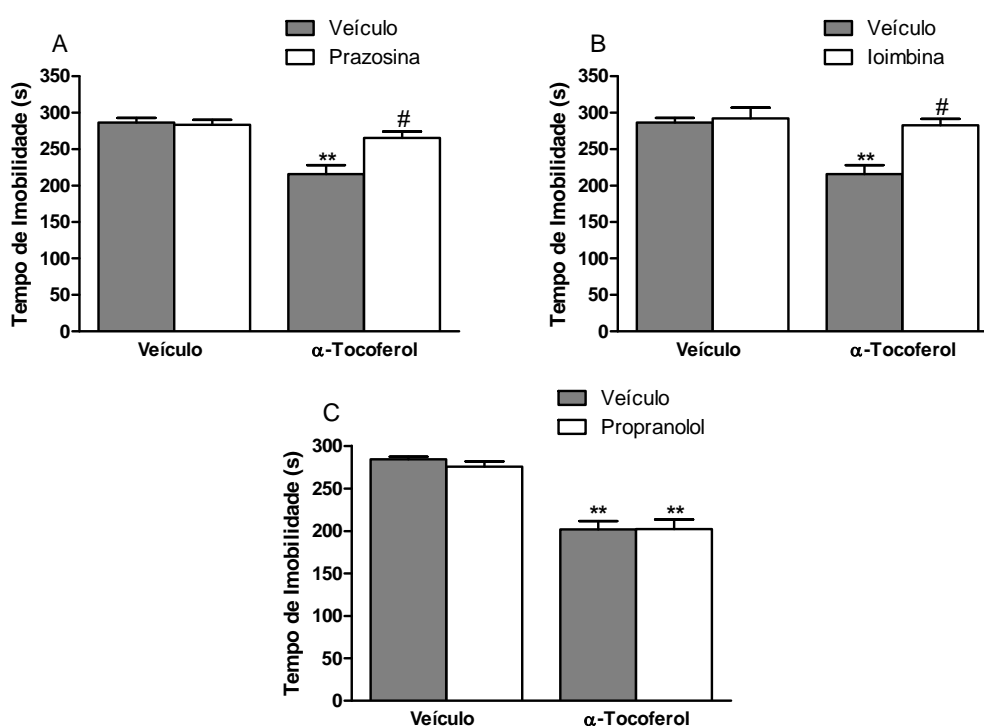 A
Veículo
Prazosina
Tempo de Imobilidade (s)
350
300
250
200
150
100
50
0
**
#
Veículo
α-Tocoferol
B
Veículo
Ioimbina
Tempo de Imobilidade (s)
350
300
250
200
150
100
50
0
**
#
Veículo
α-Tocoferol
C
Veículo
Propranolol
Tempo de Imobilidade (s)
300
250
200
150
100
50
0
**
**
Veículo
α-Tocoferol